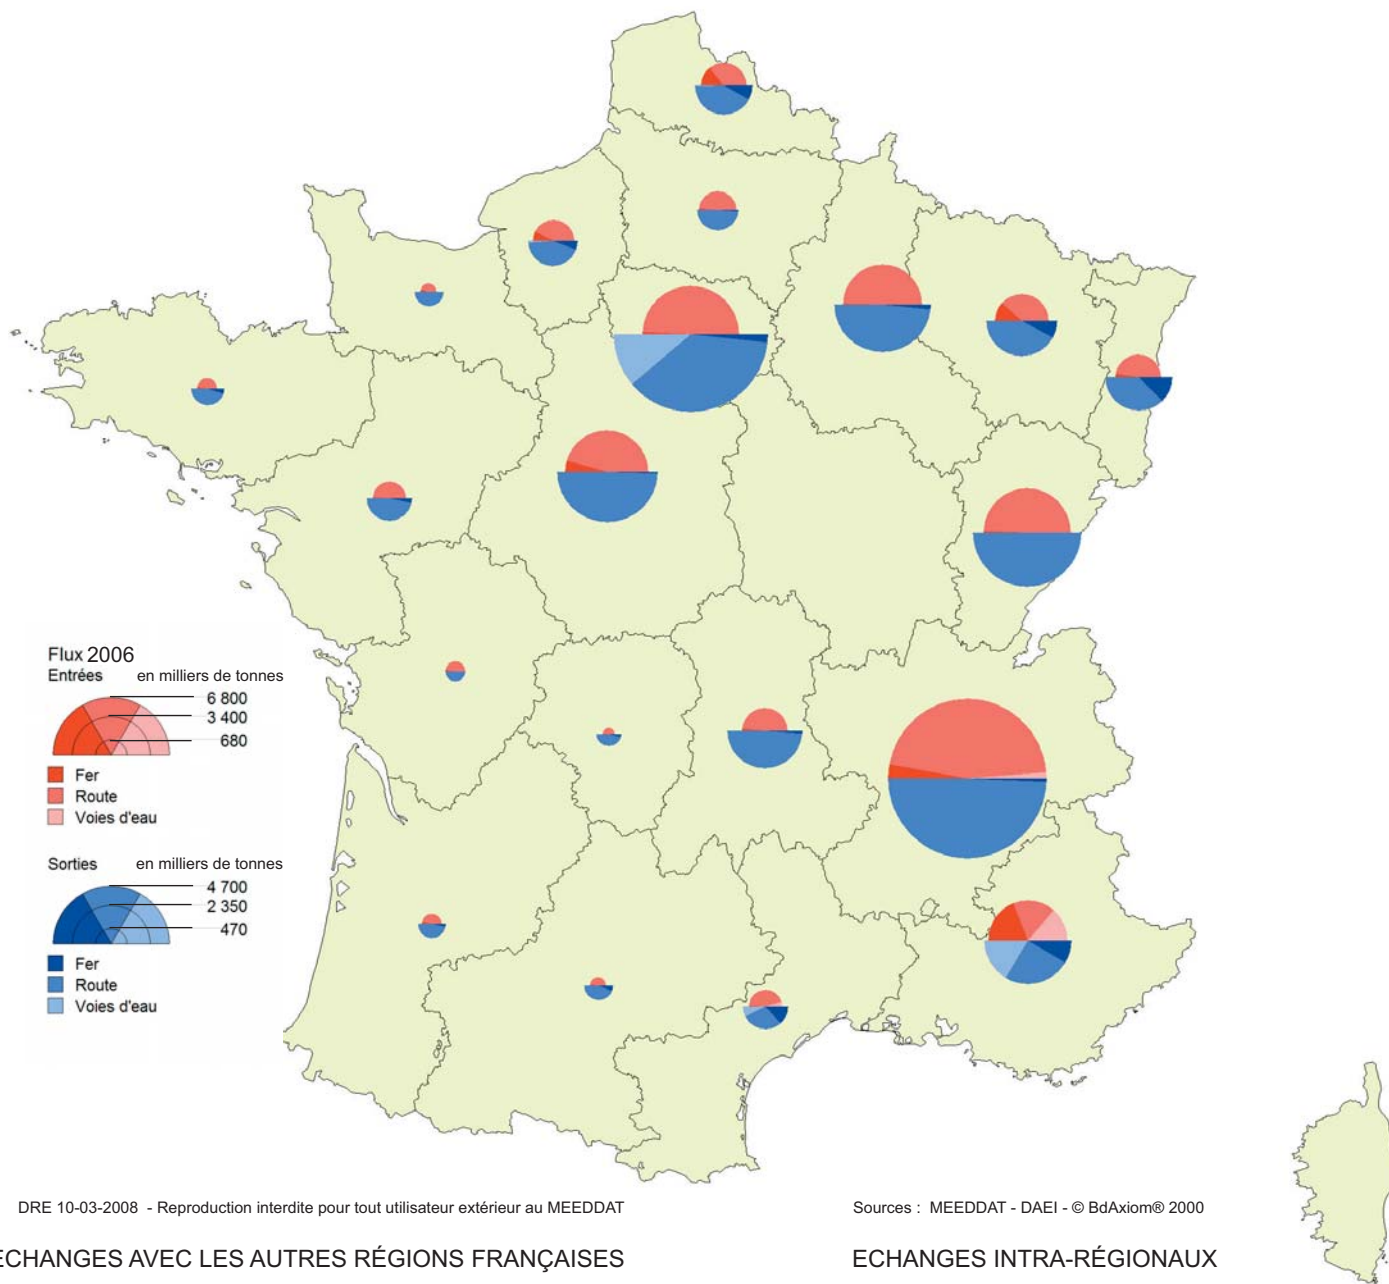 Flux 2006
Entrées en milliers de tonnes
6 800
3 400
680
Fer
Route
Voies d'eau
Sorties en milliers de tonnes
4 700
2 350
470
Fer
Route
Voies d'eau
DRE 10-03-2008 - Reproduction interdite pour tout utilisateur extérieur au MEEDDAT
Sources : MEEDDAT - DAEI - © BdAxiom® 2000
ECHANGES AVEC LES AUTRES RÉGIONS FRANÇAISES
ECHANGES INTRA-RÉGIONAUX